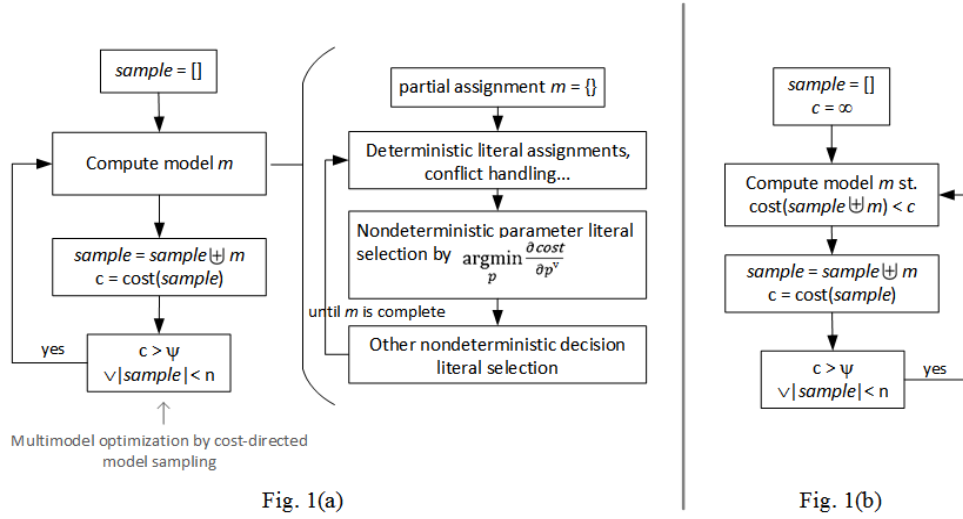 sample = []
Compute model m
sample = sample ⨄ m
c = cost(sample)
yes
c > ψ
∨|sample| < n
Multimodel optimization by cost-directed
model sampling
partial assignment m = {}
Deterministic literal assignments,
conflict handling...
Nondeterministic parameter literal
selection by argmin_p ∂cost/∂pᵛ
until m is complete
Other nondeterministic decision
literal selection
Fig. 1(a)
sample = []
c = ∞
Compute model m st.
cost(sample ⨄ m) < c
sample = sample ⨄ m
c = cost(sample)
c > ψ
∨|sample| < n
yes
Fig. 1(b)